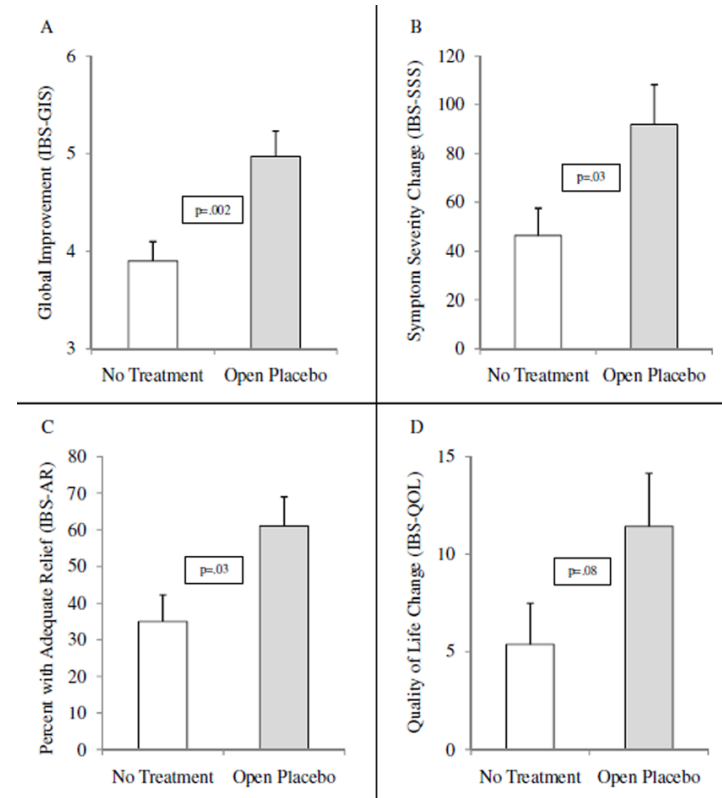 A
Global Improvement (IBS-GIS)
6
5
4
3
p=.002
No Treatment
Open Placebo
B
Symptom Severity Change (IBS-SSS)
120
100
80
60
40
20
0
p=.03
No Treatment
Open Placebo
C
Percent with Adequate Relief (IBS-AR)
80
70
60
50
40
30
20
10
0
p=.03
No Treatment
Open Placebo
D
Quality of Life Change (IBS-QOL)
15
10
5
0
p=.08
No Treatment
Open Placebo